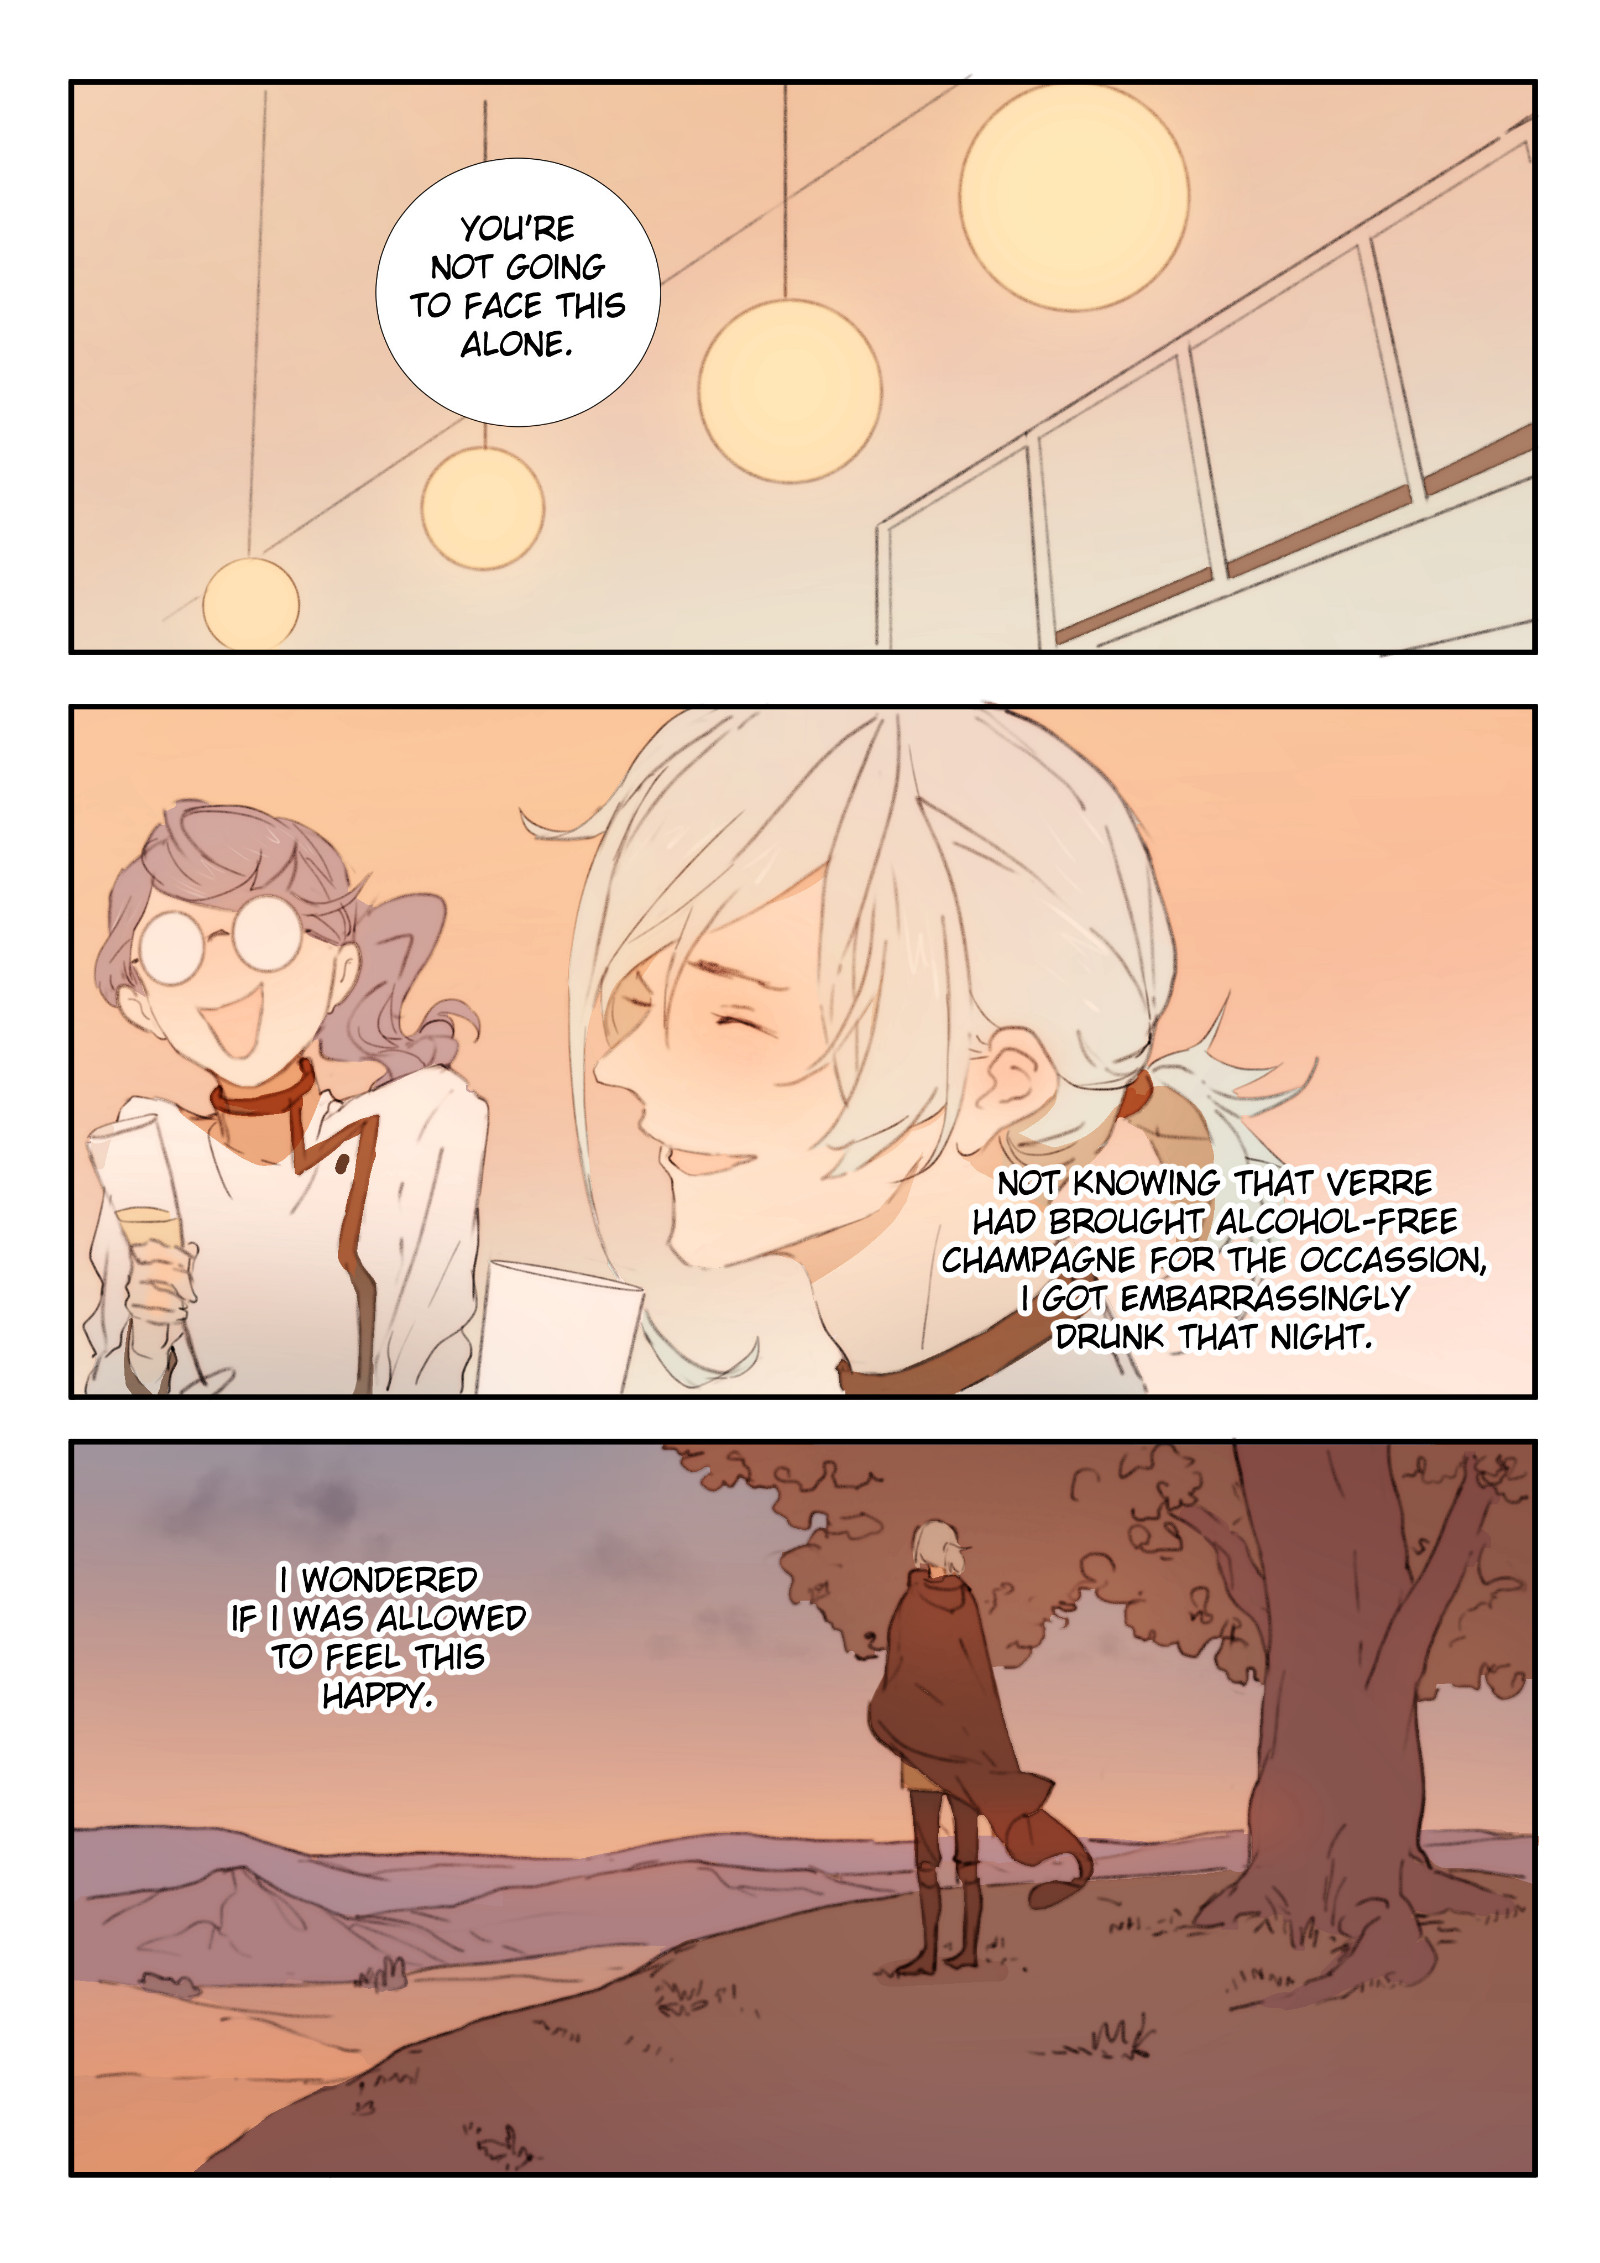 YOU'RE
NOT GOING
TO FACE THIS
ALONE.
NOT KNOWING THAT VERRE
HAD BROUGHT ALCOHOL-FREE
CHAMPAGNE FOR THE OCCASSION,
I GOT EMBARRASSINGLY
DRUNK THAT NIGHT.
I WONDERED
IF I WAS ALLOWED
TO FEEL THIS
HAPPY.